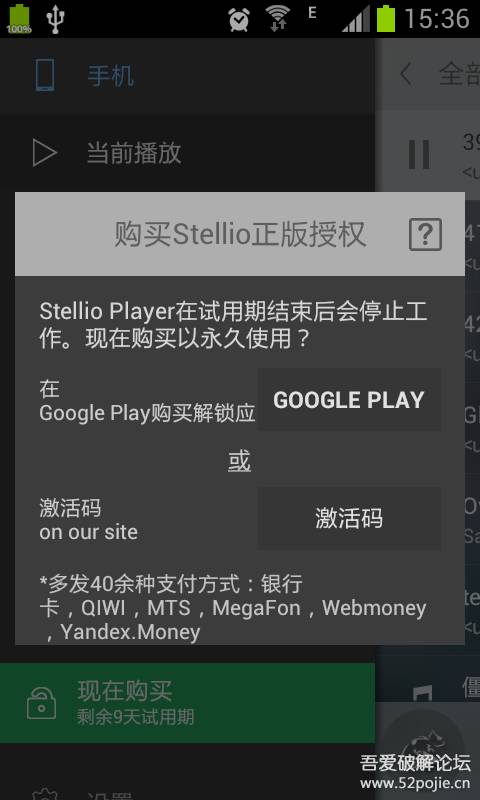 100%
E
15:36
手机
全部
当前播放
39
<u
购买Stellio正版授权
?
Stellio Player在试用期结束后会停止工
作。现在购买以永久使用？
在
Google Play购买解锁应
GOOGLE PLAY
或
激活码
on our site
激活码
*多发40余种支付方式：银行
卡，QIWI，MTS，MegaFon，Webmoney
，Yandex.Money
现在购买
剩余9天试用期
设置
吾爱破解论坛
www.52pojie.cn